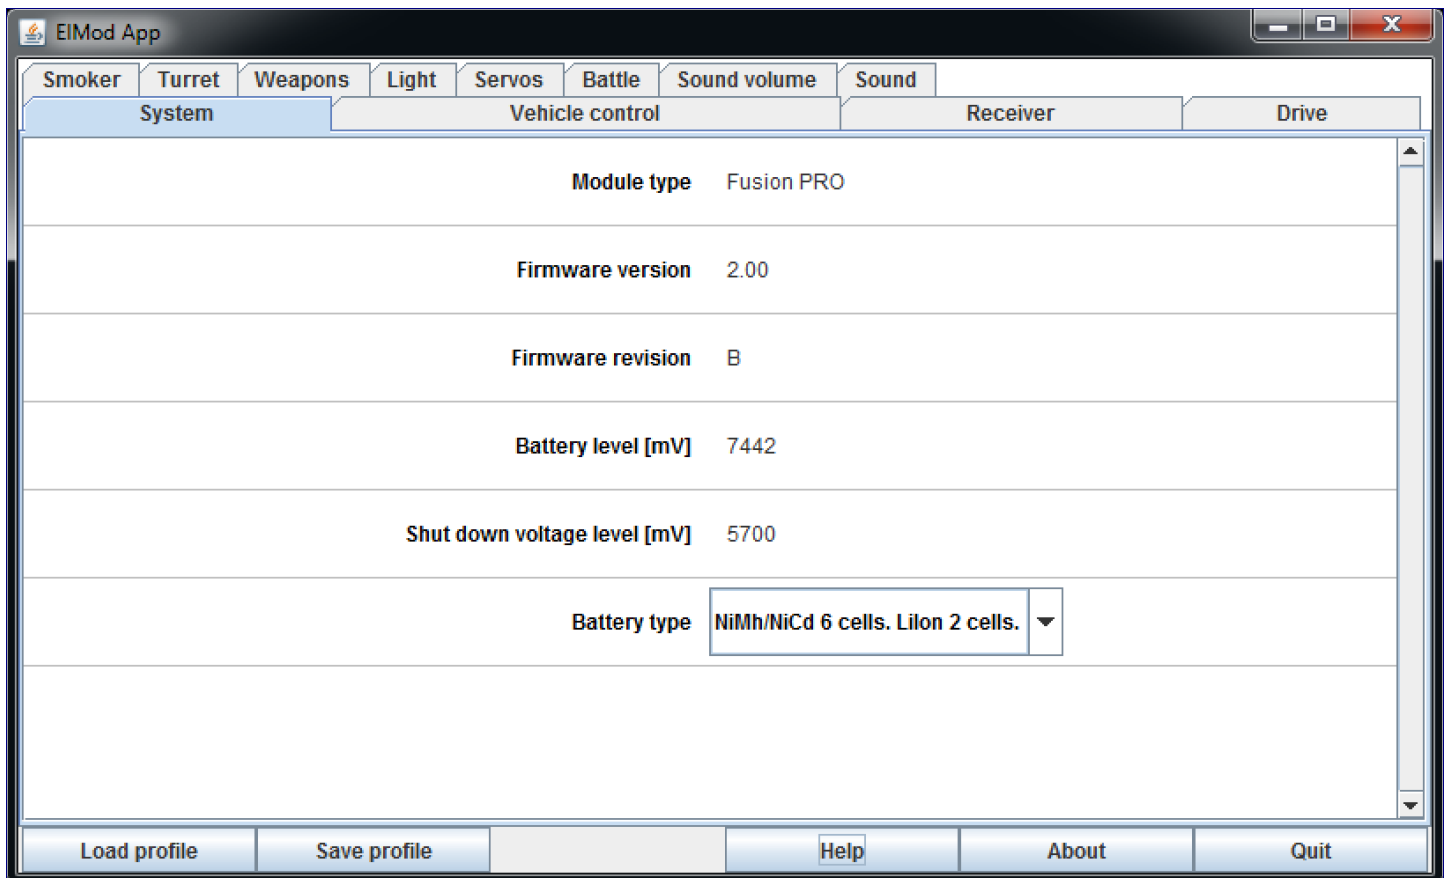 ElMod App
Smoker Turret Weapons Light Servos Battle Sound volume Sound
System Vehicle control Receiver Drive
Module type Fusion PRO
Firmware version 2.00
Firmware revision B
Battery level [mV] 7442
Shut down voltage level [mV] 5700
Battery type NiMh/NiCd 6 cells. LiIon 2 cells.
Load profile Save profile Help About Quit